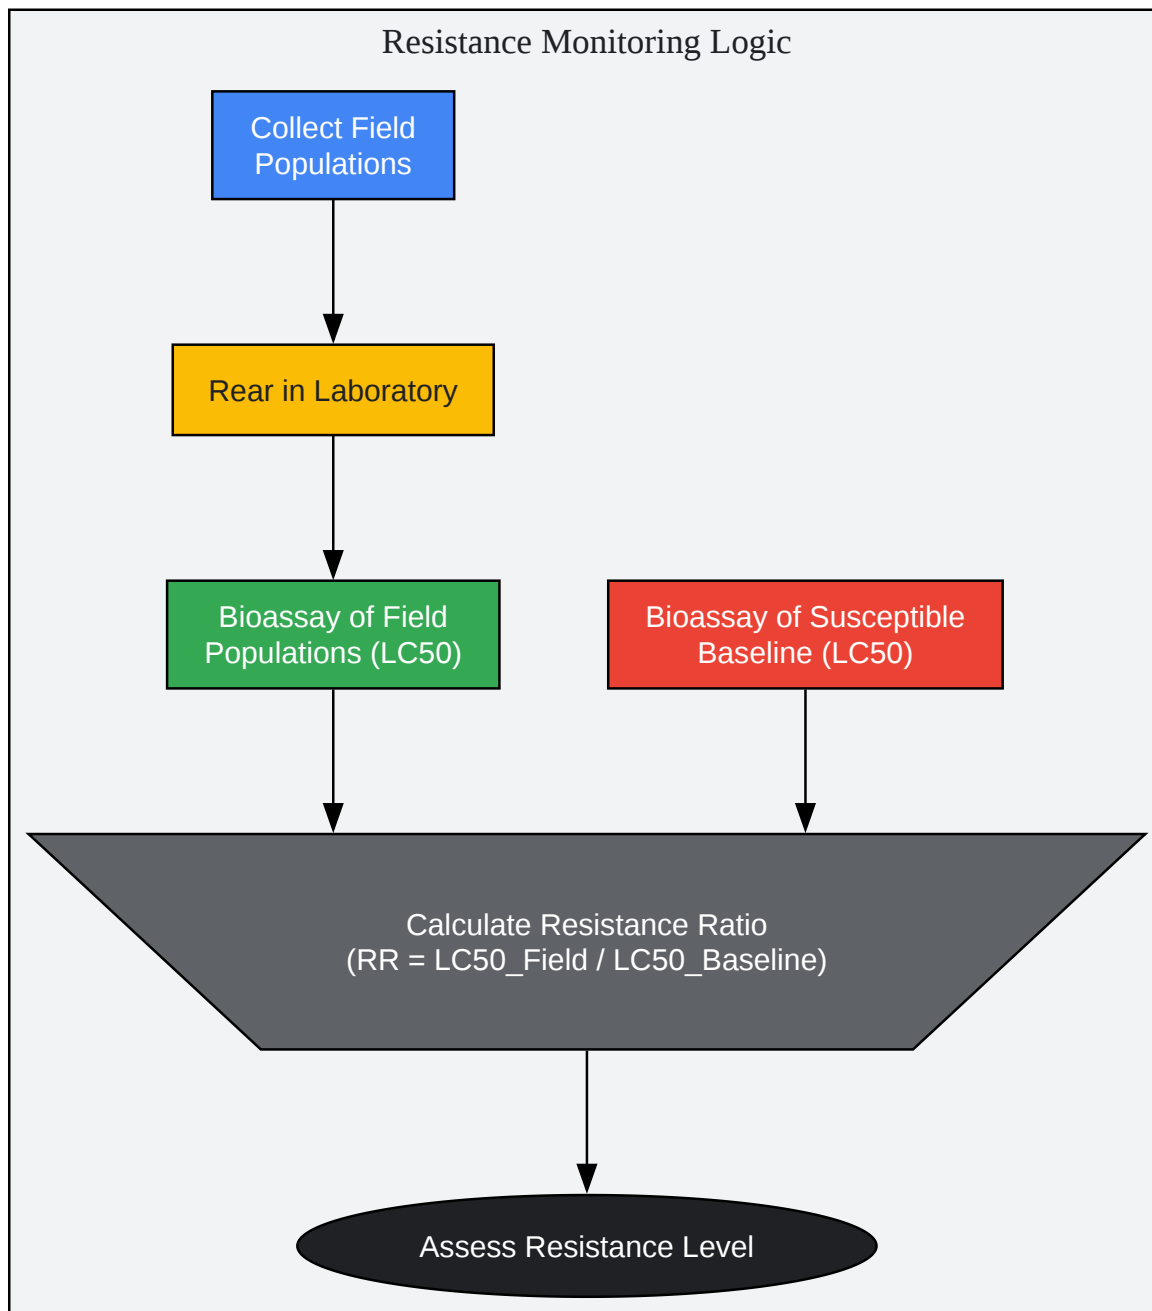 Resistance Monitoring Logic
Collect Field
Populations
Rear in Laboratory
Bioassay of Field
Populations (LC50)
Bioassay of Susceptible
Baseline (LC50)
Calculate Resistance Ratio
(RR = LC50_Field / LC50_Baseline)
Assess Resistance Level